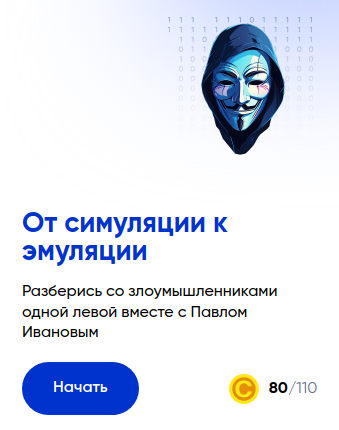 От симуляции к
эмуляции
Разберись со злоумышленниками
одной левой вместе с Павлом
Ивановым
Начать
80/110